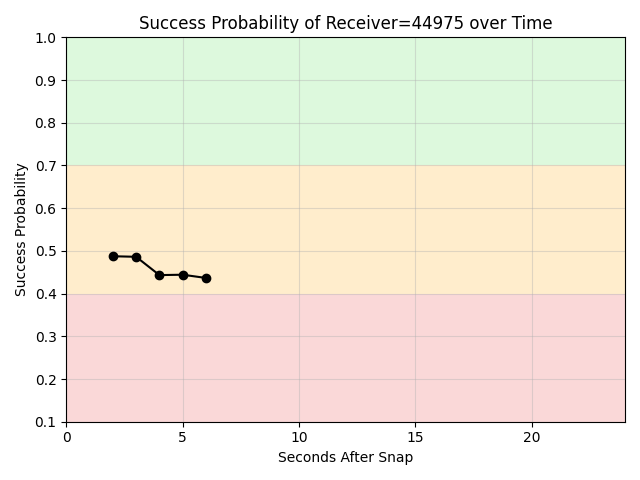 Success Probability of Receiver=44975 over Time
1.0
0.9
0.8
0.7
0.6
0.5
0.4
0.3
0.2
0.1
Success Probability
0 5 10 15 20
Seconds After Snap